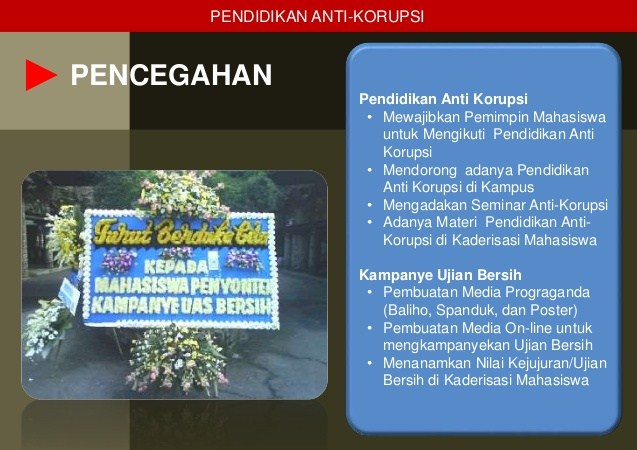 PENDIDIKAN ANTI-KORUPSI
PENCEGAHAN
Turut Berduka Cita
KEPADA
MAHASISWA PENYONTEK
KAMPANYE UAS BERSIH
Pendidikan Anti Korupsi
• Mewajibkan Pemimpin Mahasiswa
untuk Mengikuti Pendidikan Anti
Korupsi
• Mendorong adanya Pendidikan
Anti Korupsi di Kampus
• Mengadakan Seminar Anti-Korupsi
• Adanya Materi Pendidikan Anti-
Korupsi di Kaderisasi Mahasiswa
Kampanye Ujian Bersih
• Pembuatan Media Prograganda
(Baliho, Spanduk, dan Poster)
• Pembuatan Media On-line untuk
mengkampanyekan Ujian Bersih
• Menanamkan Nilai Kejujuran/Ujian
Bersih di Kaderisasi Mahasiswa